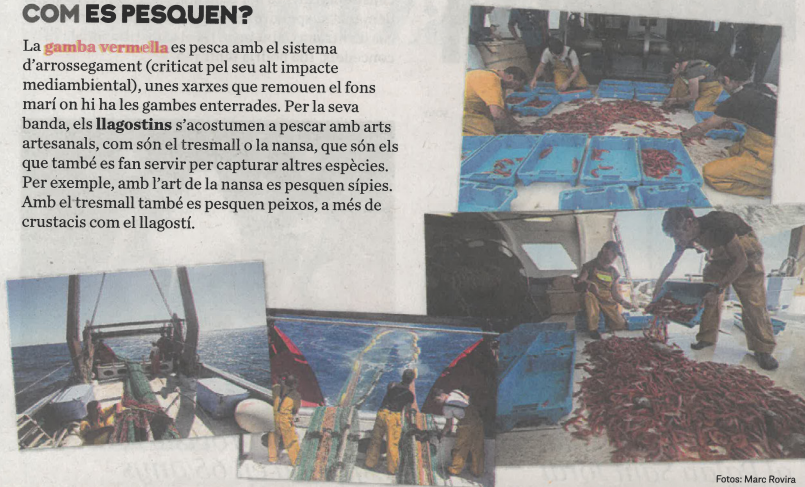 COM ES PESQUEN?
La gamba vermella es pesca amb el sistema
d’arrossegament (criticat pel seu alt impacte
mediambiental), unes xarxes que remouen el fons
marí on hi ha les gambes enterrades. Per la seva
banda, els llagostins s’acostumen a pescar amb arts
artesanals, com són el tresmall o la nansa, que són els
que també es fan servir per capturar altres espècies.
Per exemple, amb l’art de la nansa es pesquen sípies.
Amb el tresmall també es pesquen peixos, a més de
crustacis com el llagostí.
Fotos: Marc Rovira